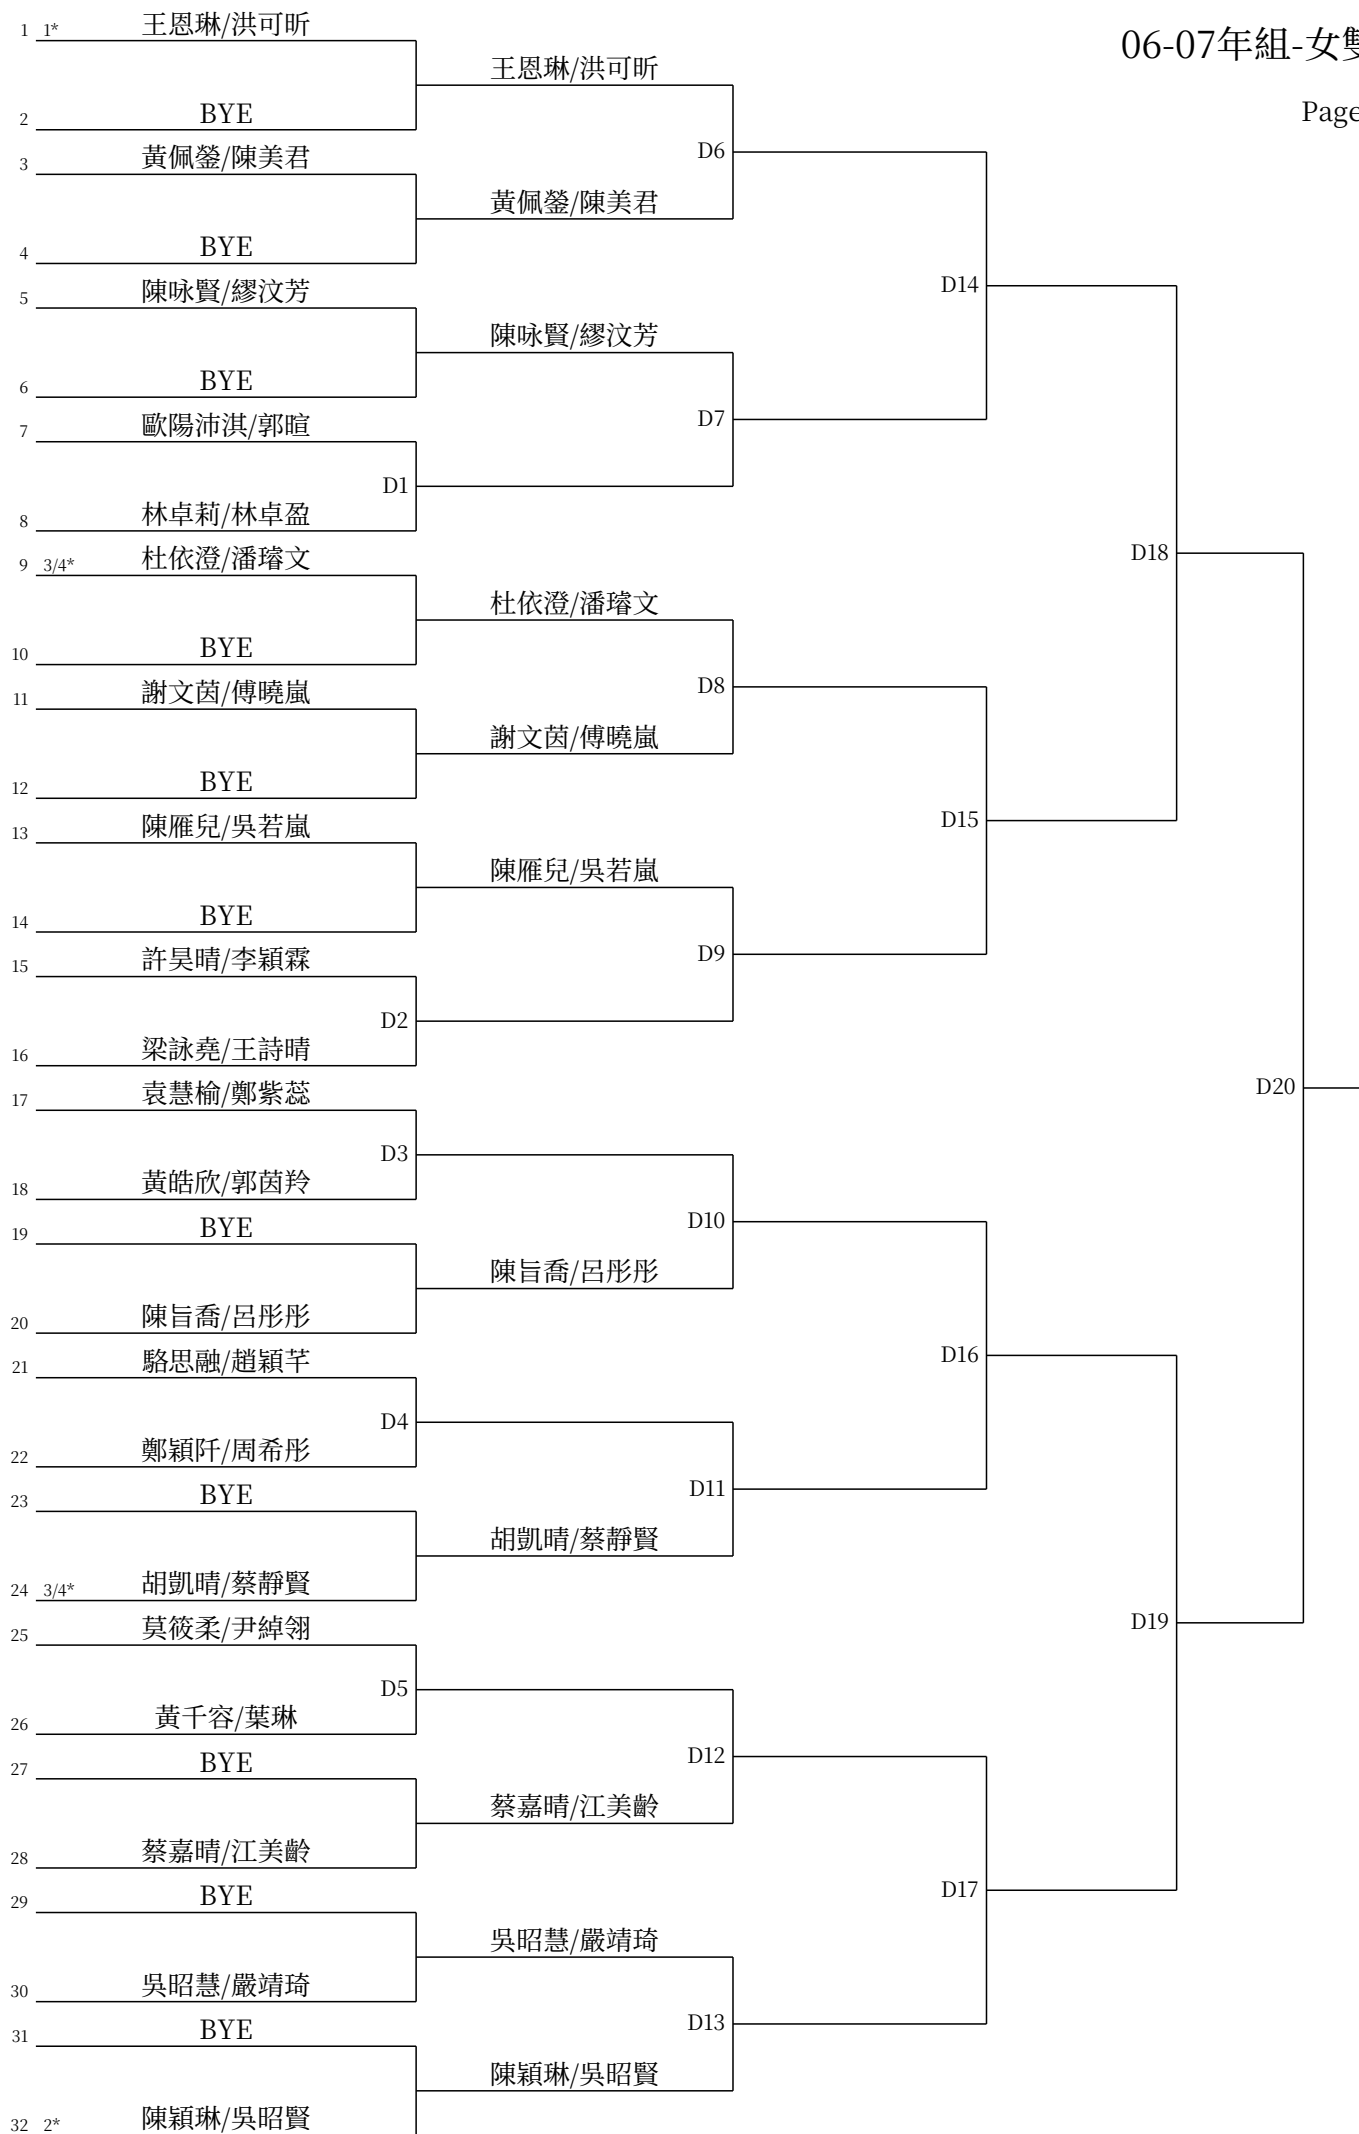 06-07年組-女雙
Page
1 1* 王恩琳/洪可昕
王恩琳/洪可昕
2 BYE
D6
3 黃佩鎣/陳美君
黃佩鎣/陳美君
4 BYE
D14
5 陳咏賢/繆汶芳
陳咏賢/繆汶芳
6 BYE
D7
7 歐陽沛淇/郭暄
D1
8 林卓莉/林卓盈
D18
9 3/4* 杜依澄/潘璿文
杜依澄/潘璿文
10 BYE
D8
11 謝文茵/傅曉嵐
謝文茵/傅曉嵐
12 BYE
D15
13 陳雁兒/吳若嵐
陳雁兒/吳若嵐
14 BYE
D9
15 許昊晴/李穎霖
D2
16 梁詠堯/王詩晴
D20
17 袁慧榆/鄭紫蕊
D3
18 黃皓欣/郭茵羚
D10
19 BYE
陳旨喬/呂彤彤
20 陳旨喬/呂彤彤
D16
21 駱思融/趙穎芊
D4
22 鄭穎阡/周希彤
D11
23 BYE
胡凱晴/蔡靜賢
24 3/4* 胡凱晴/蔡靜賢
D19
25 莫筱柔/尹綽翎
D5
26 黃千容/葉琳
D12
27 BYE
蔡嘉晴/江美齡
28 蔡嘉晴/江美齡
D17
29 BYE
吳昭慧/嚴靖琦
30 吳昭慧/嚴靖琦
D13
31 BYE
陳穎琳/吳昭賢
32 2* 陳穎琳/吳昭賢